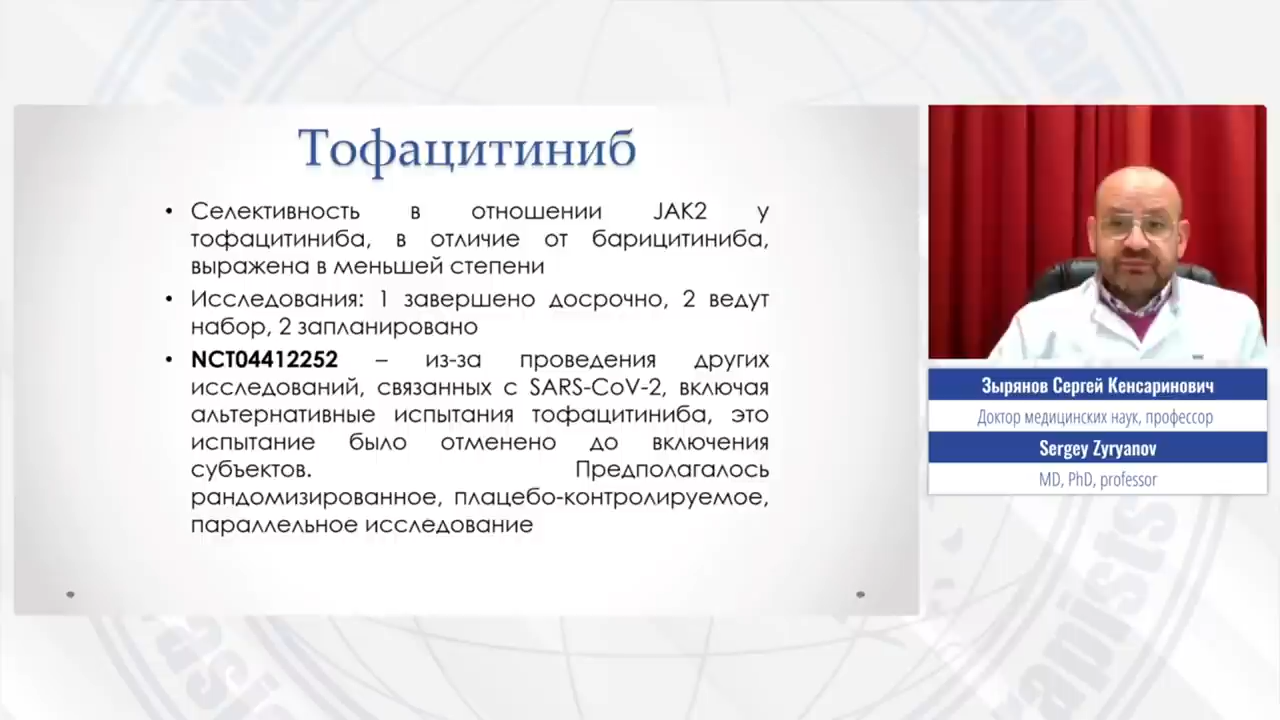 Тофацитиниб
• Селективность в отношении JAK2 у
тофацитиниба, в отличие от барицитиниба,
выражена в меньшей степени
• Исследования: 1 завершено досрочно, 2 ведут
набор, 2 запланировано
• NCT04412252 – из-за проведения других
исследований, связанных с SARS-CoV-2, включая
альтернативные испытания тофацитиниба, это
испытание было отменено до включения
субъектов. Предполагалось
рандомизированное, плацебо-контролируемое,
параллельное исследование
Зырянов Сергей Кенсаринович
Доктор медицинских наук, профессор
Sergey Zyryanov
MD, PhD, professor